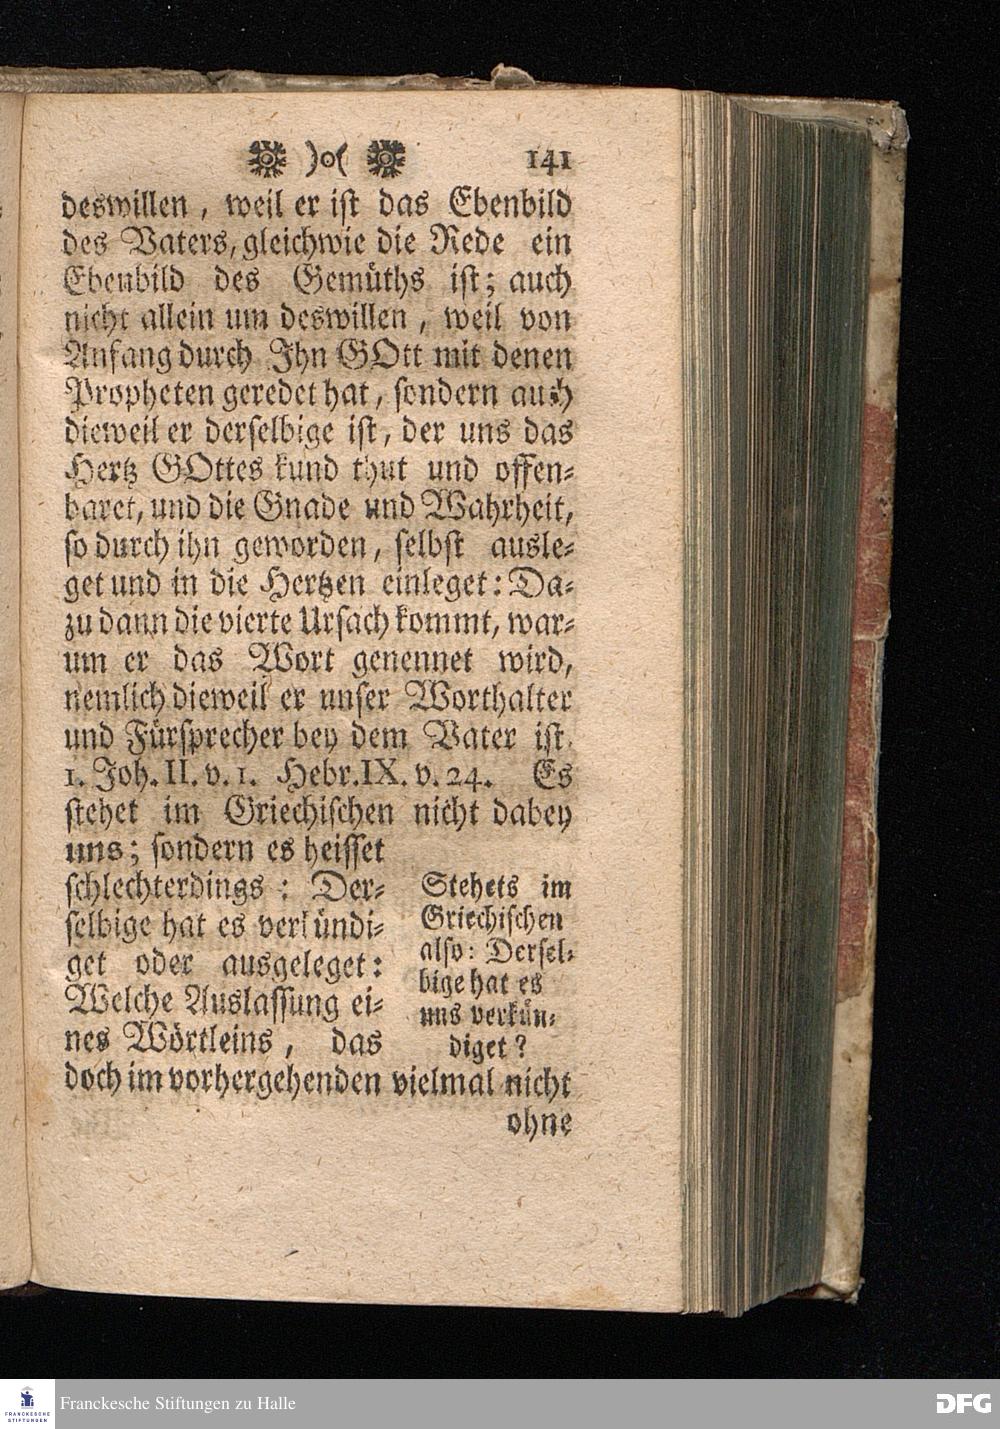 )o( 141
deswillen, weil er ist das Ebenbild
des Vaters, gleichwie die Rede ein
Ebenbild des Gemüths ist; auch
nicht allein um deswillen, weil von
Anfang durch Ihn GOtt mit denen
Propheten geredet hat, sondern auch
dieweil er derselbige ist, der uns das
Hertz GOttes kund thut und offen-
baret, und die Gnade und Wahrheit,
so durch ihn geworden, selbst ausle-
get und in die Hertzen einleget: Da-
zu dann die vierte Ursach kommt, war-
um er das Wort genennet wird,
nemlich dieweil er unser Worthalter
und Fürsprecher bey dem Vater ist.
1. Joh. II. v. 1. Hebr. IX. v. 24. Es
stehet im Griechischen nicht dabey
uns; sondern es heisset
schlechterdings: Der-
selbige hat es verkündi-
get oder ausgeleget:
Welche Auslassung ei-
nes Wörtleins, das
Stehets im
Griechischen
also: Dersel-
bige hat es
uns verkün-
diget?
doch im vorhergehenden vielmal nicht
ohne
FRANCKESCHE
STIFTUNGEN
Franckesche Stiftungen zu Halle
DFG